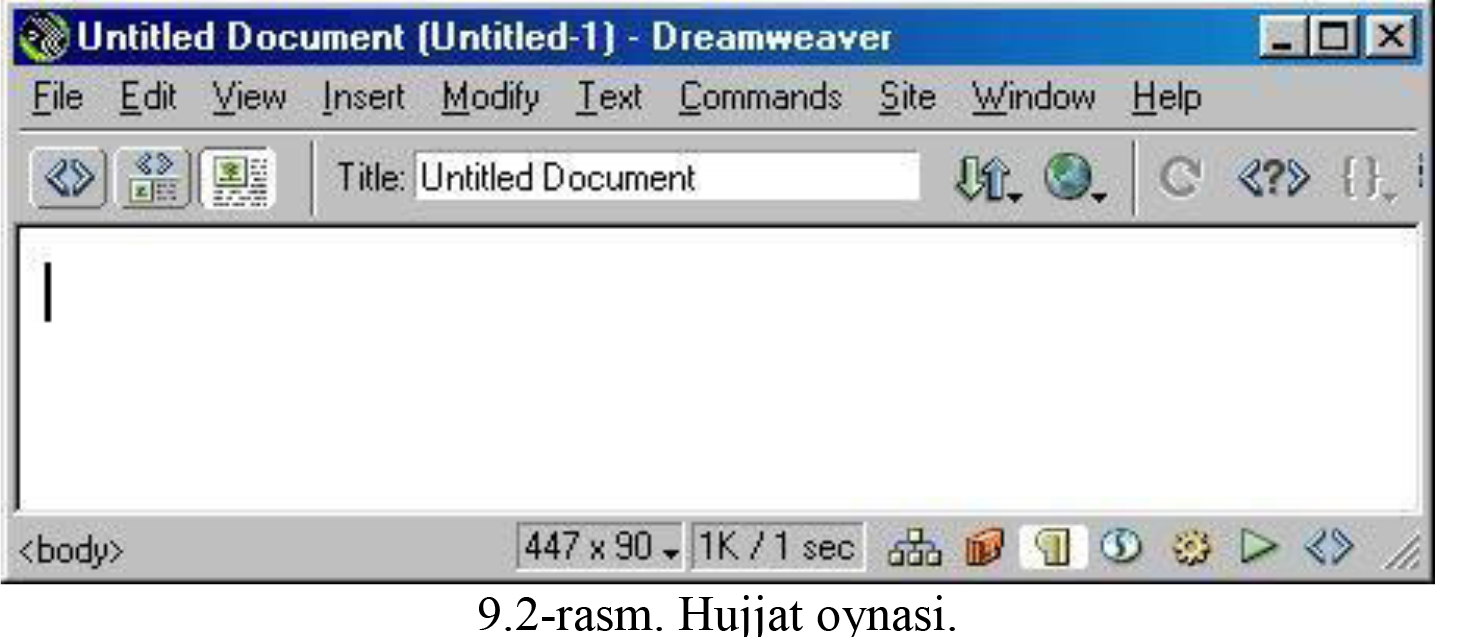 Untitled Document (Untitled-1) - Dreamweaver
File Edit View Insert Modify Text Commands Site Window Help
Title: Untitled Document
<body> 447 x 90 1K / 1 sec
9.2-rasm. Hujjat oynasi.